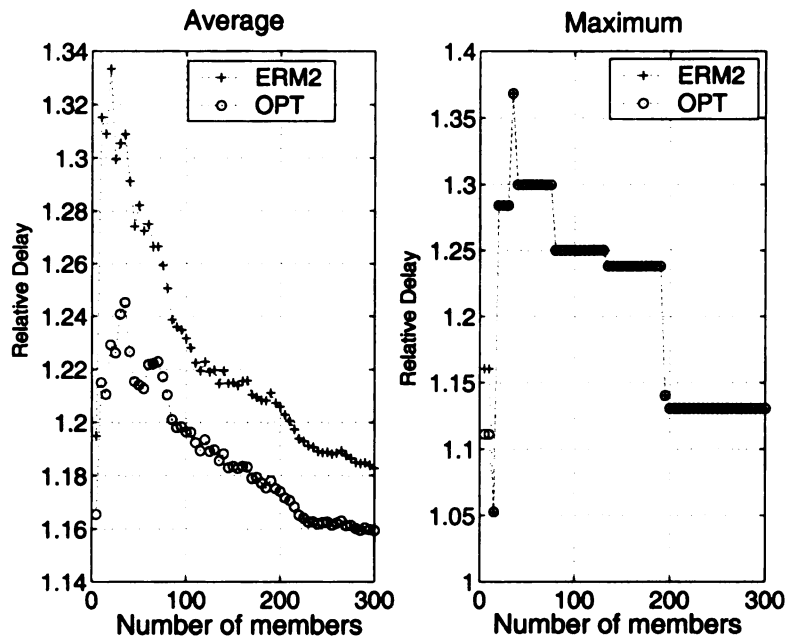 Average
1.34
1.32
1.3
1.28
1.26
1.24
1.22
1.2
1.18
1.16
1.14
Relative Delay
ERM2
OPT
0
100
200
300
Number of members
Maximum
1.4
1.35
1.3
1.25
1.2
1.15
1.1
1.05
1
Relative Delay
ERM2
OPT
0
100
200
300
Number of members